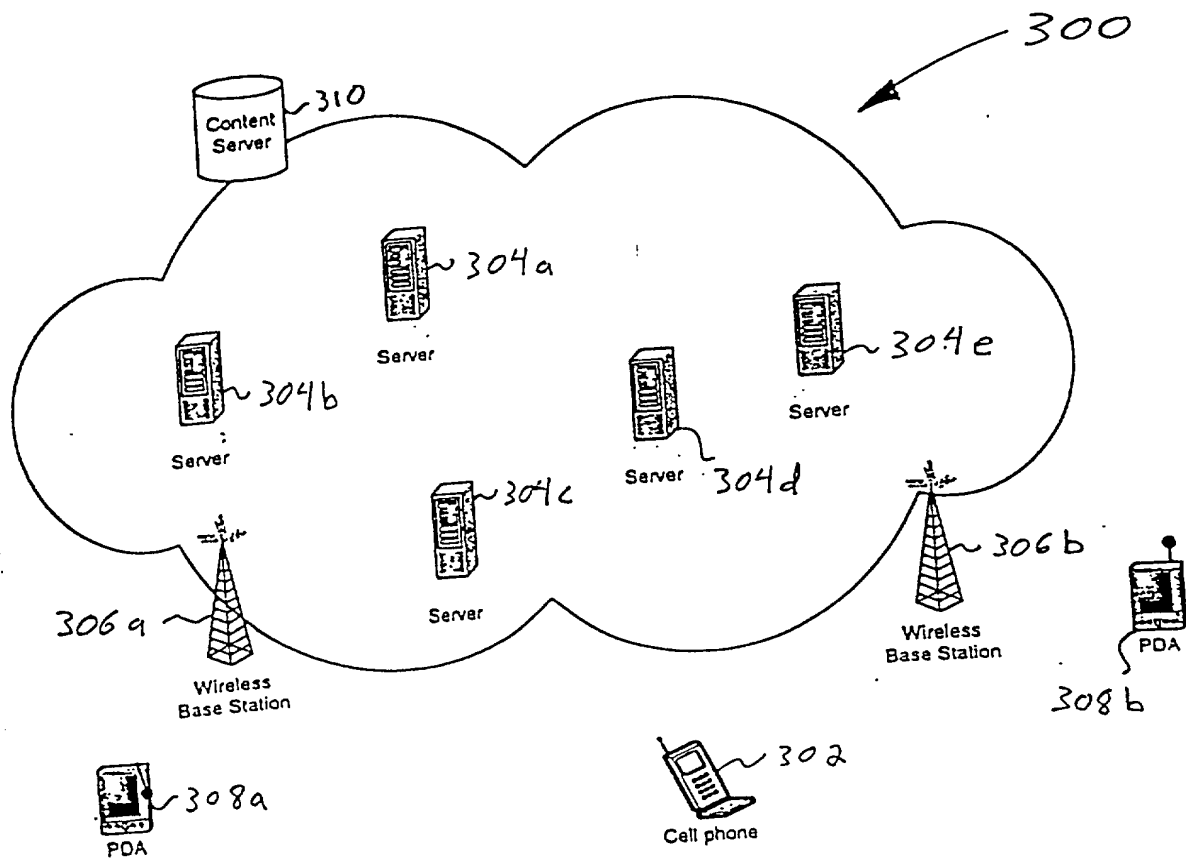 300
310
Content
Server
304a
Server
304b
Server
304e
Server
304d
Server
304c
Server
306a
Wireless
Base Station
306b
Wireless
Base Station
308b
PDA
308a
PDA
302
Cell phone